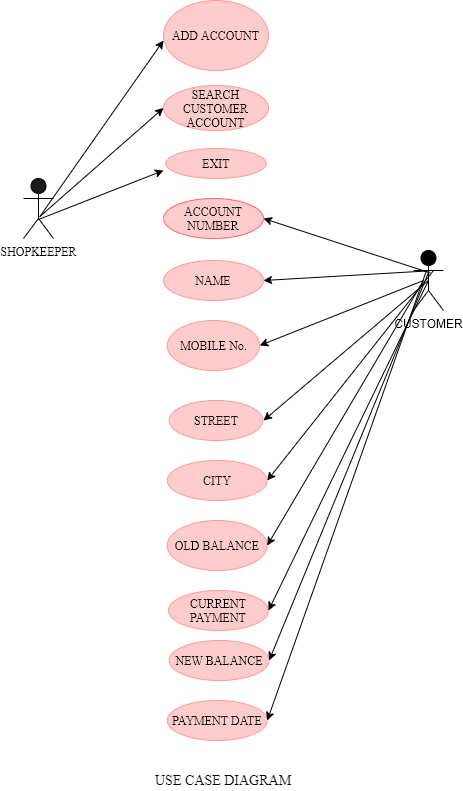 ADD ACCOUNT
SEARCH
CUSTOMER
ACCOUNT
EXIT
SHOPKEEPER
ACCOUNT
NUMBER
NAME
CUSTOMER
MOBILE No.
STREET
CITY
OLD BALANCE
CURRENT
PAYMENT
NEW BALANCE
PAYMENT DATE
USE CASE DIAGRAM